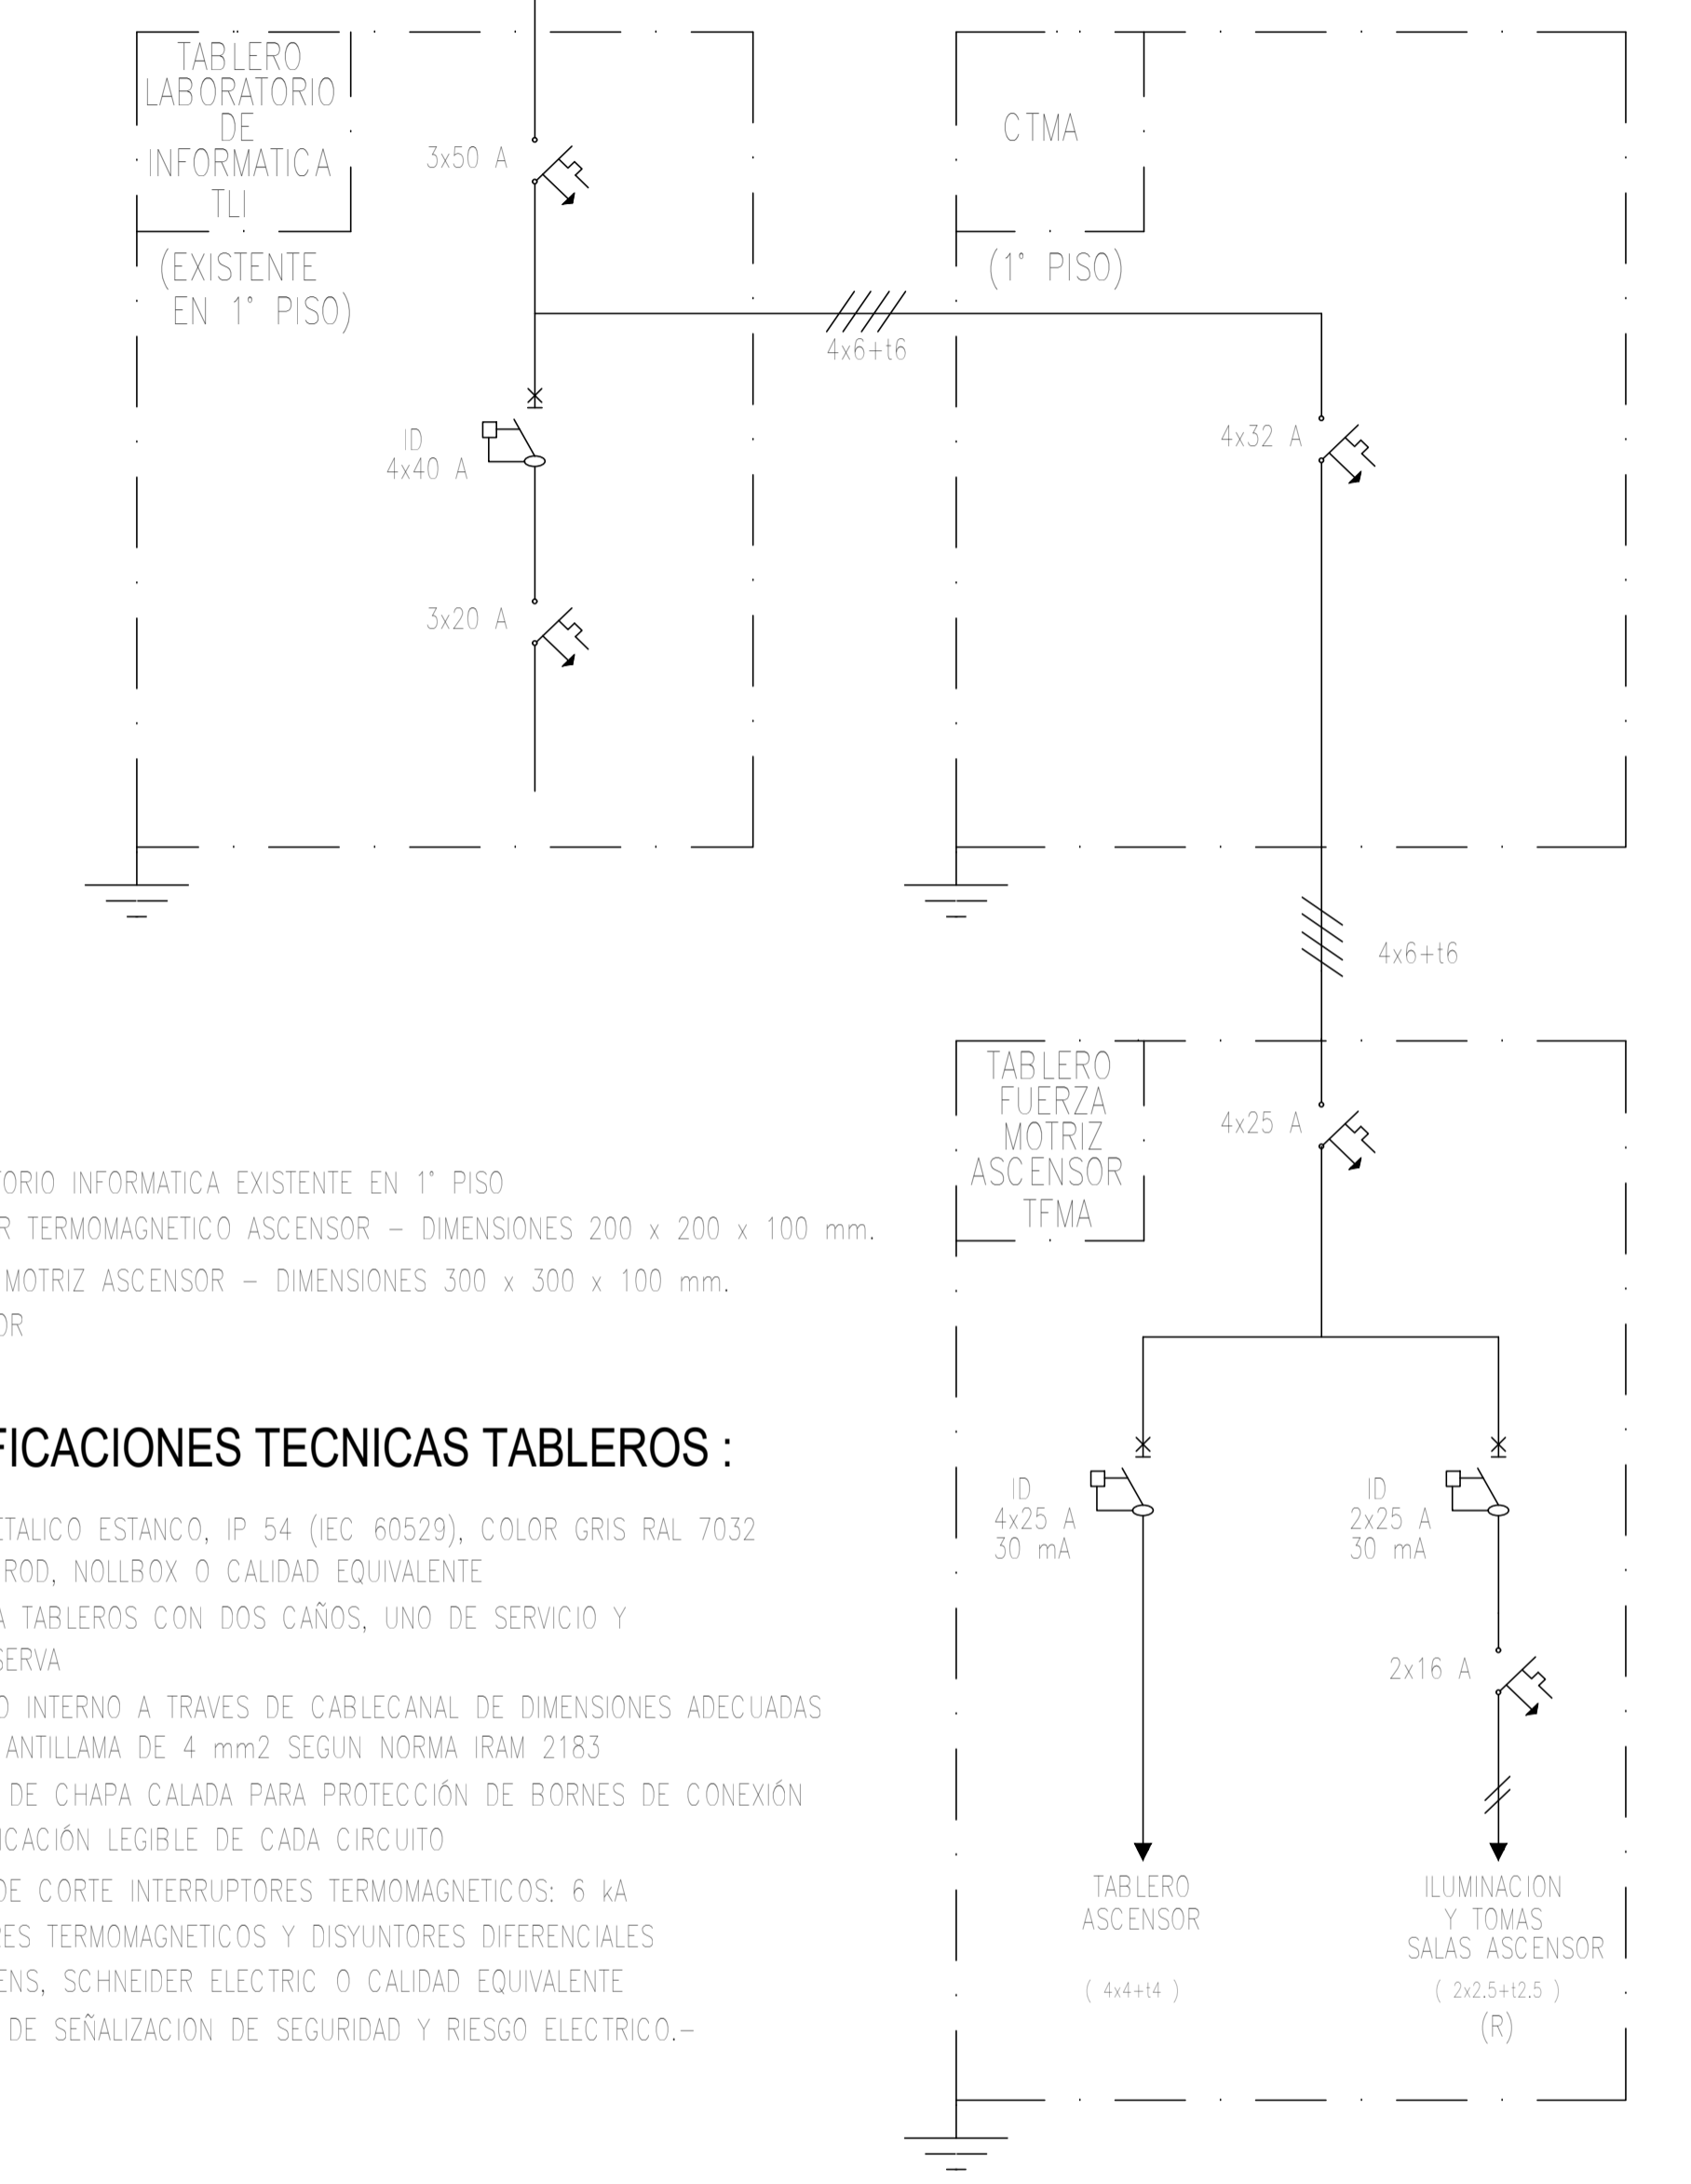 TABLERO
LABORATORIO
DE
INFORMATICA
TLI
(EXISTENTE
EN 1° PISO)
3x50 A
ID
4x40 A
3x20 A
4x6+t6
CTMA
(1° PISO)
4x32 A
4x6+t6
TABLERO
FUERZA
MOTRIZ
ASCENSOR
TFMA
4x25 A
ID
4x25 A
30 mA
ID
2x25 A
30 mA
2x16 A
TABLERO
ASCENSOR
( 4x4+t4 )
ILUMINACION
Y TOMAS
SALAS ASCENSOR
( 2x2.5+t2.5 )
(R)
TORIO INFORMATICA EXISTENTE EN 1° PISO
R TERMOMAGNETICO ASCENSOR – DIMENSIONES 200 x 200 x 100 mm.
MOTRIZ ASCENSOR – DIMENSIONES 300 x 300 x 100 mm.
OR
FICACIONES TECNICAS TABLEROS :
ETALICO ESTANCO, IP 54 (IEC 60529), COLOR GRIS RAL 7032
ROD, NOLLBOX O CALIDAD EQUIVALENTE
A TABLEROS CON DOS CAÑOS, UNO DE SERVICIO Y
SERVA
O INTERNO A TRAVES DE CABLECANAL DE DIMENSIONES ADECUADAS
ANTILLAMA DE 4 mm2 SEGUN NORMA IRAM 2183
DE CHAPA CALADA PARA PROTECCIÓN DE BORNES DE CONEXIÓN
ICACIÓN LEGIBLE DE CADA CIRCUITO
DE CORTE INTERRUPTORES TERMOMAGNETICOS: 6 kA
RES TERMOMAGNETICOS Y DISYUNTORES DIFERENCIALES
ENS, SCHNEIDER ELECTRIC O CALIDAD EQUIVALENTE
DE SEÑALIZACION DE SEGURIDAD Y RIESGO ELECTRICO.–